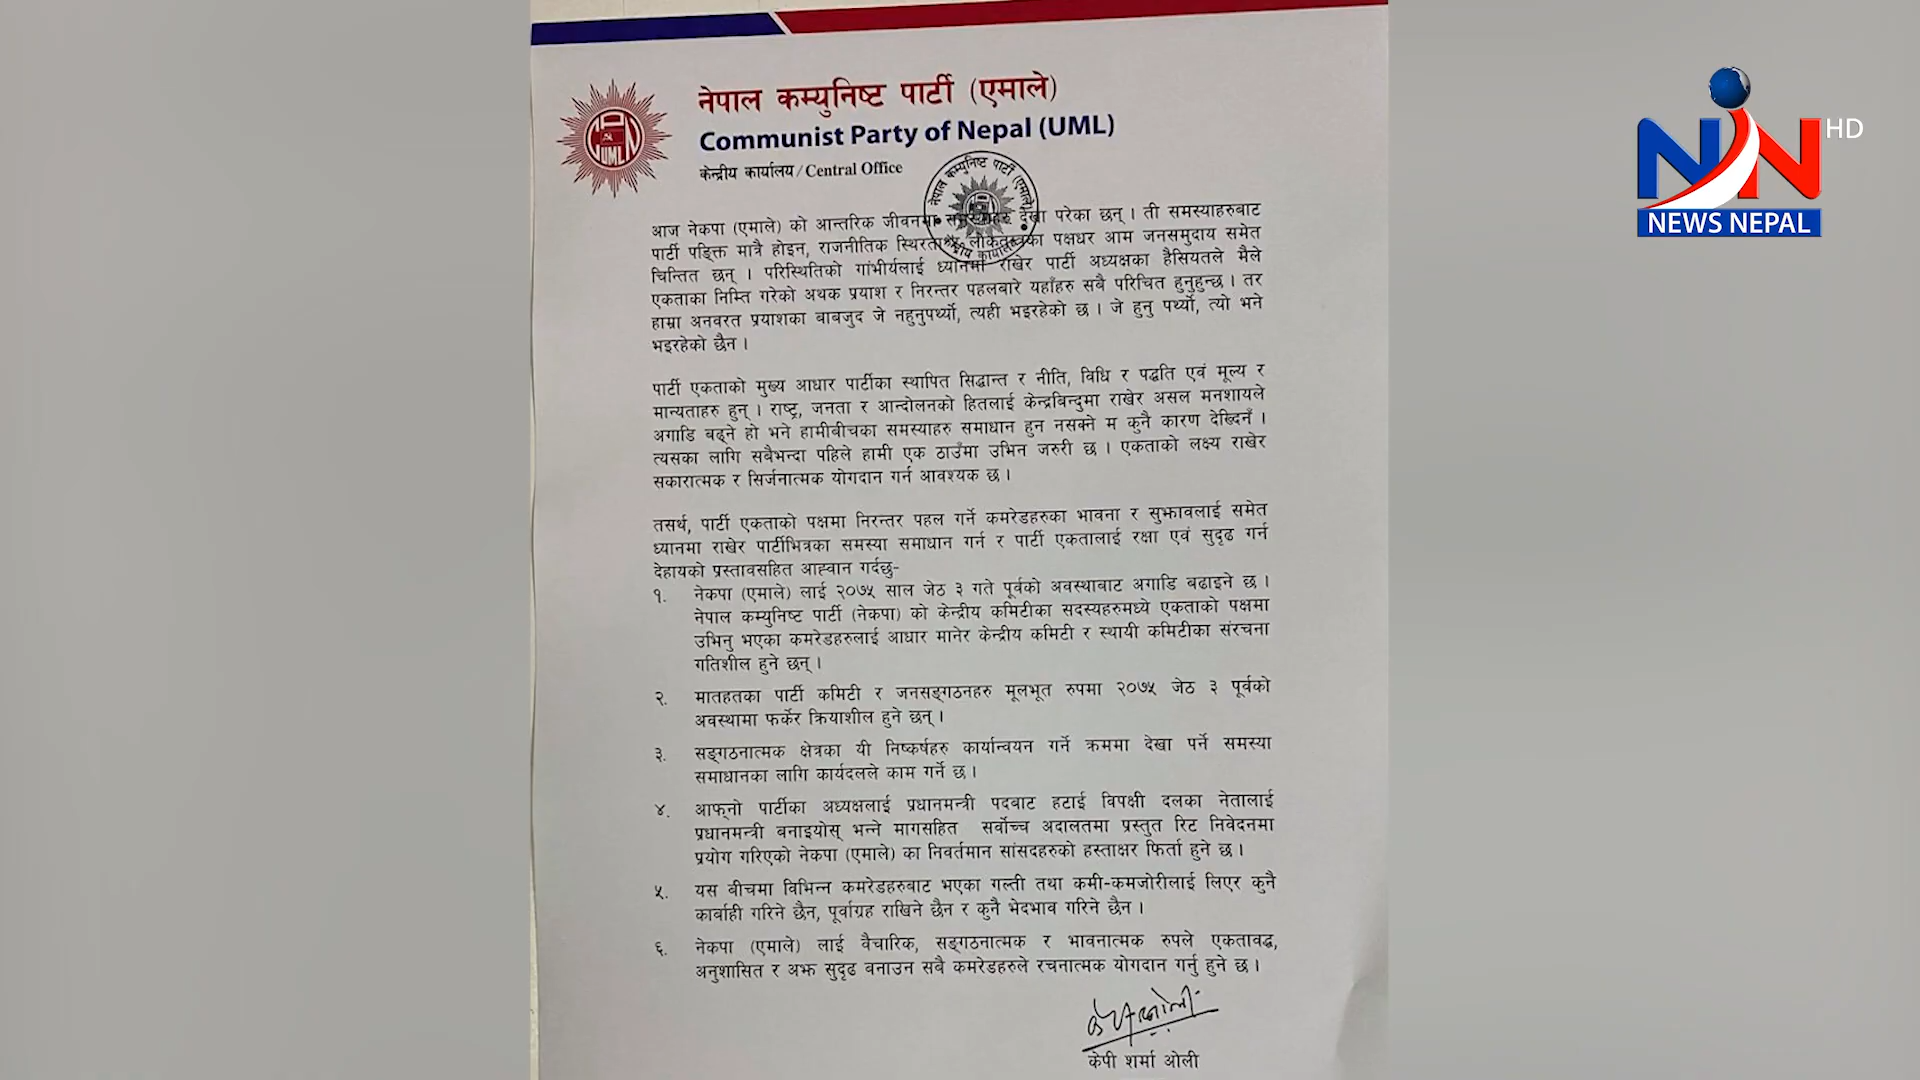 नेपाल कम्युनिष्ट पार्टी (एमाले)
Communist Party of Nepal (UML)
केन्द्रीय कार्यालय/Central Office
UML
नेपाल कम्युनिष्ट पार्टी (एमाले)
NEWS NEPAL
HD
आज नेकपा (एमाले) को आन्तरिक जीवनमा समस्याहरु देखा परेका छन् । ती समस्याहरुबाट
पार्टी पङ्क्ति मात्रै होइन, राजनीतिक स्थिरता र लोकतन्त्रका पक्षधर आम जनसमुदाय समेत
चिन्तित छन् । परिस्थितिको गांभीर्यलाई ध्यानमा राखेर पार्टी अध्यक्षका हैसियतले मैले
एकताका निम्ति गरेको अथक प्रयाश र निरन्तर पहलबारे यहाँहरु सबै परिचित हुनुहुन्छ । तर
हाम्रा अनवरत प्रयाशका बाबजुद जे नहुनुपर्थ्यो, त्यही भइरहेको छ । जे हुनु पर्थ्यो, त्यो भने
भइरहेको छैन ।
पार्टी एकताको मुख्य आधार पार्टीका स्थापित सिद्धान्त र नीति, विधि र पद्धति एवं मूल्य र
मान्यताहरु हुन् । राष्ट्र, जनता र आन्दोलनको हितलाई केन्द्रबिन्दुमा राखेर असल मनशायले
अगाडि बढ्ने हो भने हामीबीचका समस्याहरु समाधान हुन नसक्ने म कुनै कारण देख्दिनँ ।
त्यसका लागि सबैभन्दा पहिले हामी एक ठाउँमा उभिन जरुरी छ । एकताको लक्ष्य राखेर
सकारात्मक र सिर्जनात्मक योगदान गर्न आवश्यक छ ।
तसर्थ, पार्टी एकताको पक्षमा निरन्तर पहल गर्ने कमरेडहरुका भावना र सुझावलाई समेत
ध्यानमा राखेर पार्टीभित्रका समस्या समाधान गर्न र पार्टी एकतालाई रक्षा एवं सुदृढ गर्न
देहायको प्रस्तावसहित आह्वान गर्दछु-
१. नेकपा (एमाले) लाई २०७५ साल जेठ ३ गते पूर्वको अवस्थाबाट अगाडि बढाइने छ ।
नेपाल कम्युनिष्ट पार्टी (नेकपा) को केन्द्रीय कमिटीका सदस्यहरुमध्ये एकताको पक्षमा
उभिनु भएका कमरेडहरुलाई आधार मानेर केन्द्रीय कमिटी र स्थायी कमिटीका संरचना
गतिशील हुने छन् ।
२. मातहतका पार्टी कमिटी र जनसङ्गठनहरु मूलभूत रुपमा २०७५ जेठ ३ पूर्वको
अवस्थामा फर्केर क्रियाशील हुने छन् ।
३. सङ्गठनात्मक क्षेत्रका यी निष्कर्षहरु कार्यान्वयन गर्ने क्रममा देखा पर्ने समस्या
समाधानका लागि कार्यदलले काम गर्ने छ ।
४. आफ्नो पार्टीका अध्यक्षलाई प्रधानमन्त्री पदबाट हटाई विपक्षी दलका नेतालाई
प्रधानमन्त्री बनाइयोस् भन्ने मागसहित सर्वोच्च अदालतमा प्रस्तुत रिट निवेदनमा
प्रयोग गरिएको नेकपा (एमाले) का निवर्तमान सांसदहरुको हस्ताक्षर फिर्ता हुने छ ।
५. यस बीचमा विभिन्न कमरेडहरुबाट भएका गल्ती तथा कमी-कमजोरीलाई लिएर कुनै
कार्बाही गरिने छैन, पूर्वाग्रह राखिने छैन र कुनै भेदभाव गरिने छैन ।
६. नेकपा (एमाले) लाई वैचारिक, सङ्गठनात्मक र भावनात्मक रुपले एकतावद्ध,
अनुशासित र अझ सुदृढ बनाउन सबै कमरेडहरुले रचनात्मक योगदान गर्नु हुने छ ।
केपी शर्मा ओली